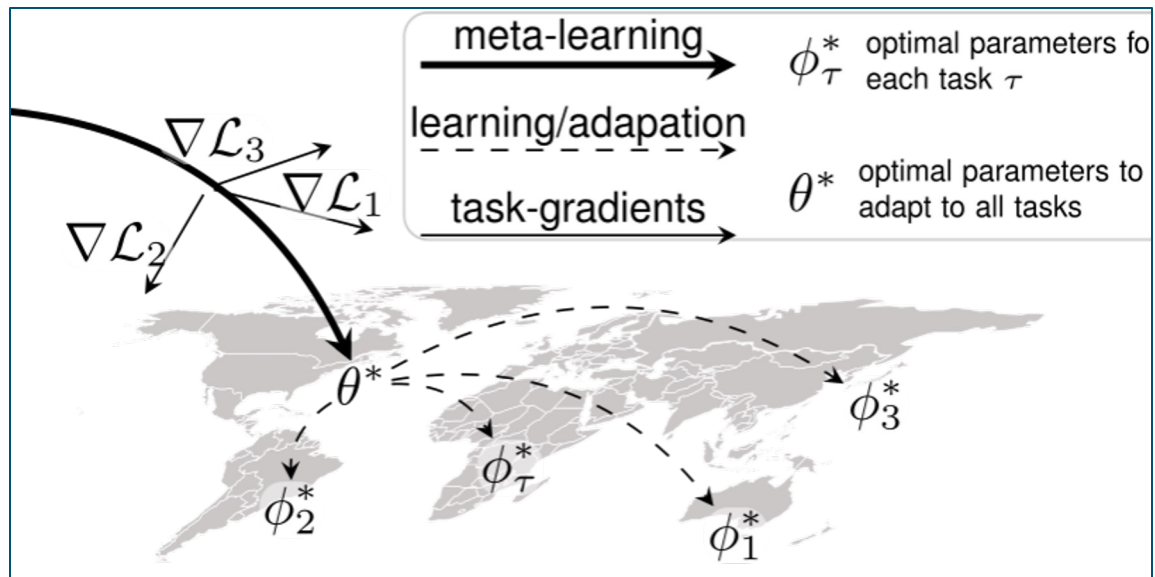 meta-learning
learning/adapation
task-gradients
ϕ*τ optimal parameters fo
each task τ
θ* optimal parameters to
adapt to all tasks
∇ℒ3
∇ℒ1
∇ℒ2
θ*
ϕ*3
ϕ*τ
ϕ*2
ϕ*1